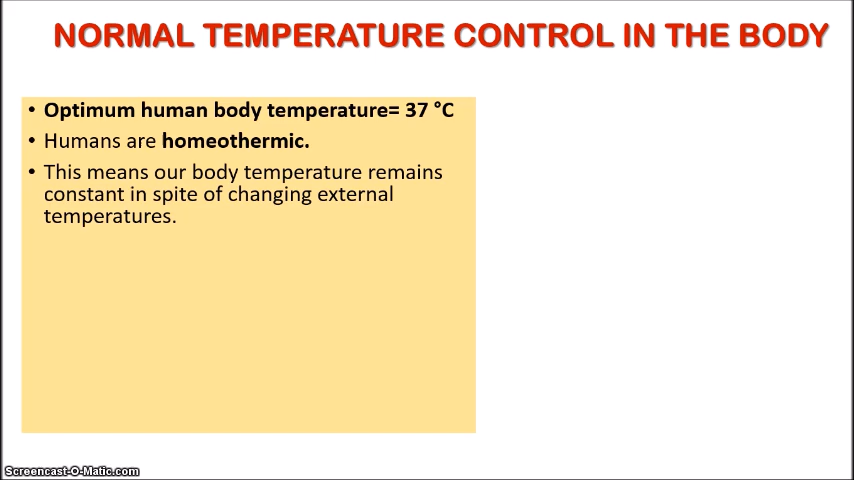 NORMAL TEMPERATURE CONTROL IN THE BODY
• Optimum human body temperature= 37 °C
• Humans are homeothermic.
• This means our body temperature remains
constant in spite of changing external
temperatures.
Screencast-O-Matic.com